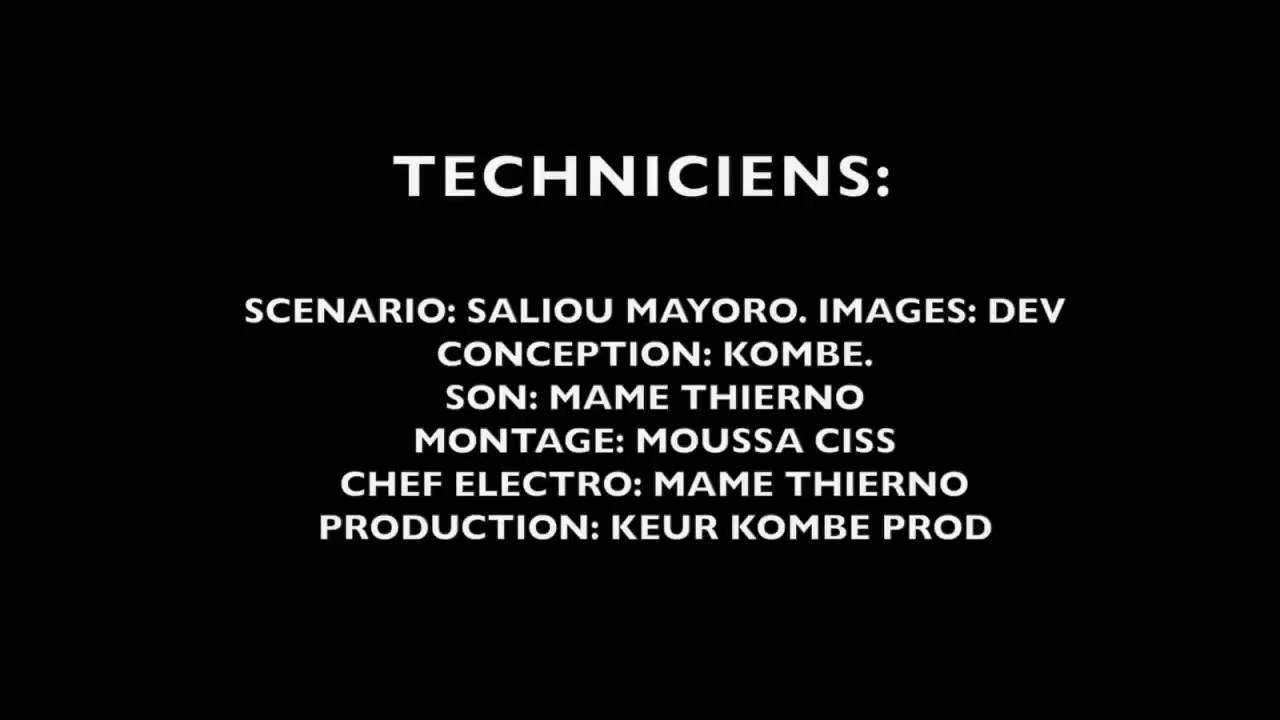 TECHNICIENS:
SCENARIO: SALIOU MAYORO. IMAGES: DEV
CONCEPTION: KOMBE.
SON: MAME THIERNO
MONTAGE: MOUSSA CISS
CHEF ELECTRO: MAME THIERNO
PRODUCTION: KEUR KOMBE PROD